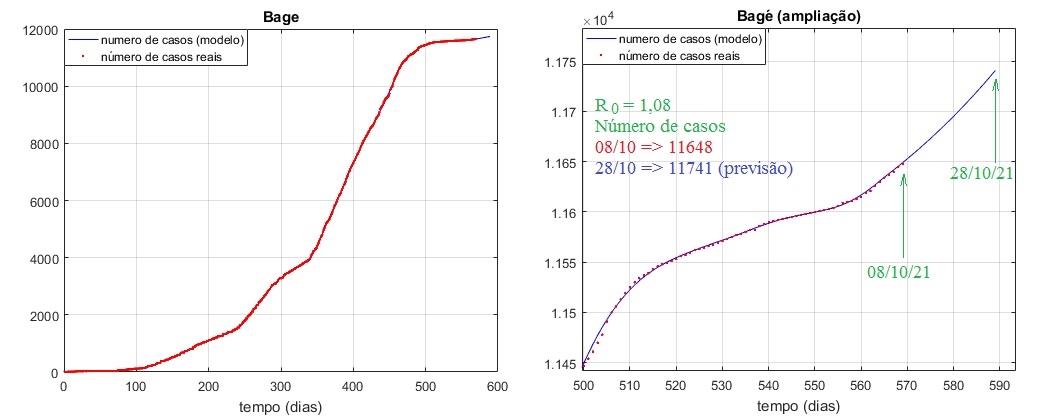 Bage
12000
10000
8000
6000
4000
2000
0
0 100 200 300 400 500 600
tempo (dias)
numero de casos (modelo)
número de casos reais
Bagé (ampliação)
×10⁴
numero de casos (modelo)
número de casos reais
1.175
1.17
1.165
1.16
1.155
1.15
1.145
R 0 = 1,08
Número de casos
08/10 => 11648
28/10 => 11741 (previsão)
28/10/21
08/10/21
500 510 520 530 540 550 560 570 580 590
tempo (dias)